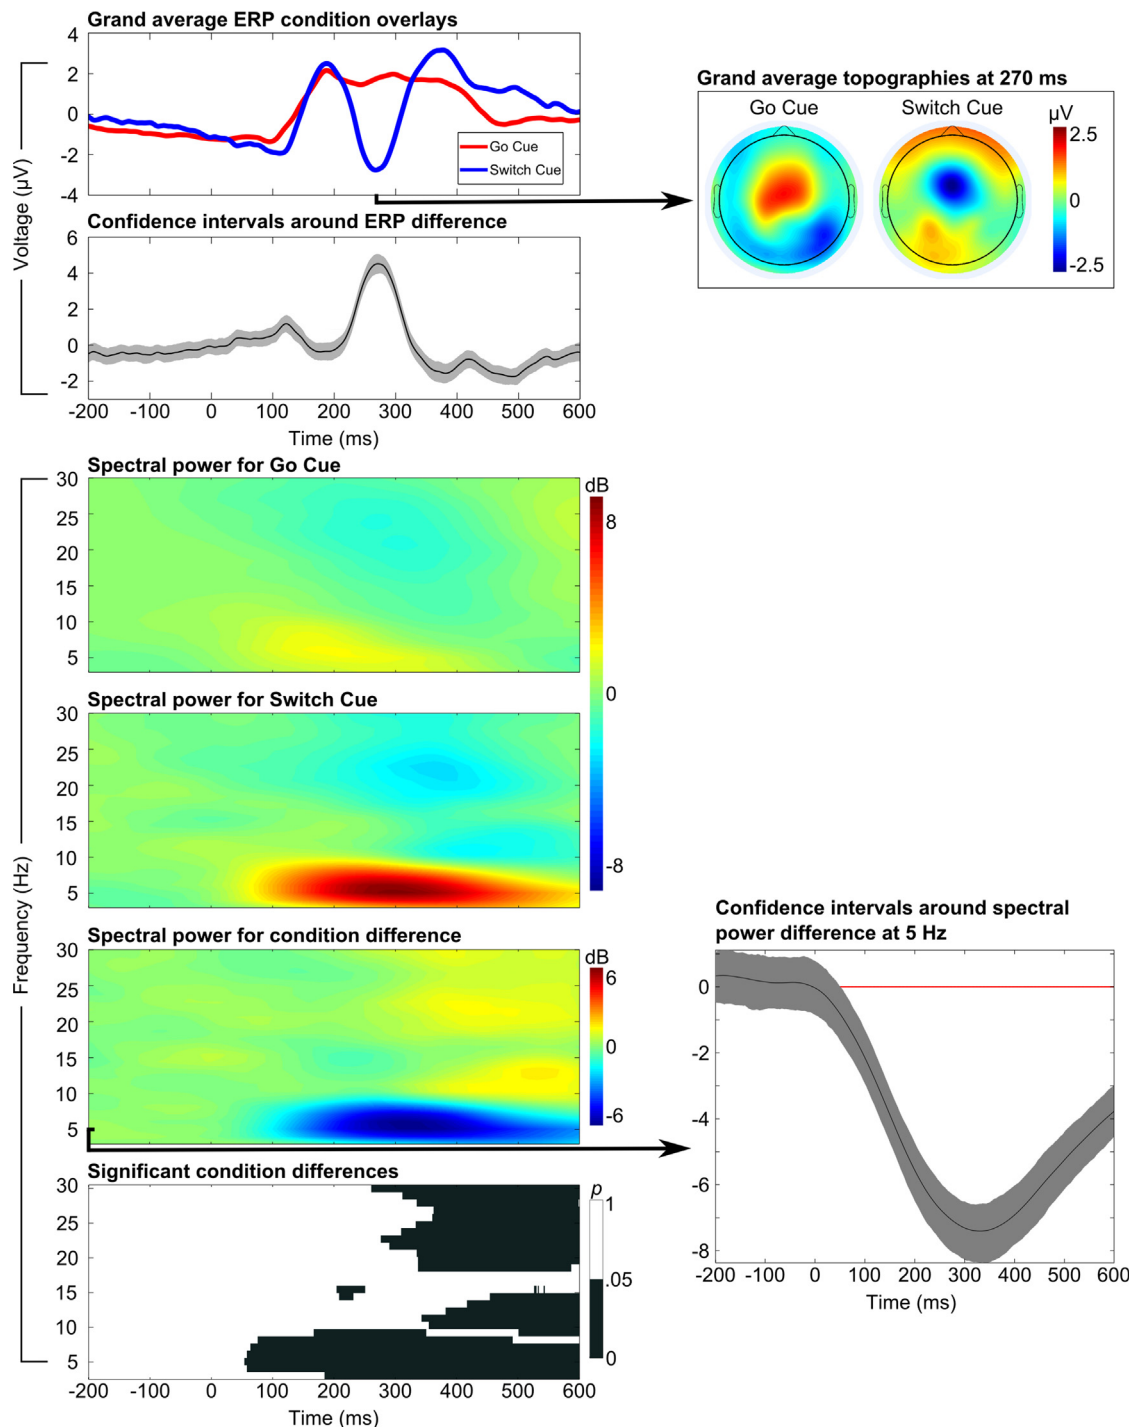 Grand average ERP condition overlays
4
2
0
-2
-4
Go Cue
Switch Cue
Grand average topographies at 270 ms
Go Cue
Switch Cue
µV
2.5
0
-2.5
Voltage (µV)
Confidence intervals around ERP difference
6
4
2
0
-2
-200 -100 0 100 200 300 400 500 600
Time (ms)
Spectral power for Go Cue
30
25
20
15
10
5
dB
8
0
-8
Spectral power for Switch Cue
30
25
20
15
10
5
Frequency (Hz)
Spectral power for condition difference
30
25
20
15
10
5
dB
6
0
-6
Confidence intervals around spectral
power difference at 5 Hz
0
-2
-4
-6
-8
-200 -100 0 100 200 300 400 500 600
Time (ms)
Significant condition differences
30
25
20
15
10
5
p
1
.05
0
-200 -100 0 100 200 300 400 500 600
Time (ms)